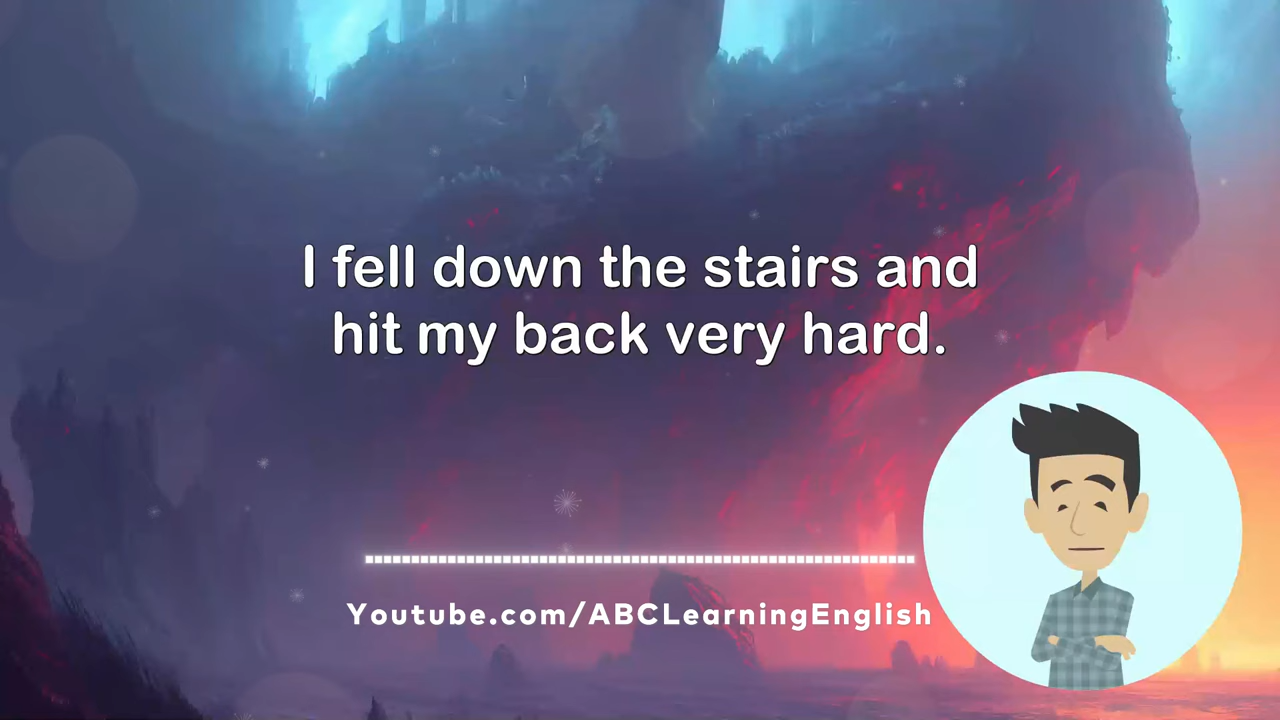 I fell down the stairs and
hit my back very hard.
Youtube.com/ABCLearningEnglish